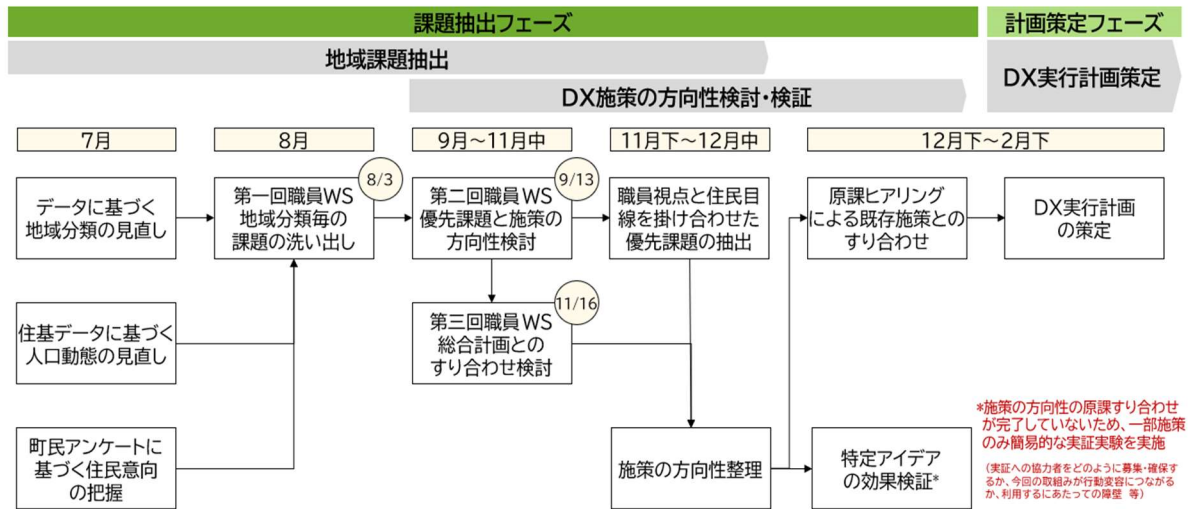 課題抽出フェーズ
計画策定フェーズ
地域課題抽出
DX実行計画策定
DX施策の方向性検討・検証
7月
8月
9月~11月中
11月下~12月中
12月下~2月下
データに基づく
地域分類の見直し
8/3
第一回職員WS
地域分類毎の
課題の洗い出し
9/13
第二回職員WS
優先課題と施策の
方向性検討
職員視点と住民目
線を掛け合わせた
優先課題の抽出
原課ヒアリング
による既存施策との
すり合わせ
DX実行計画
の策定
住基データに基づく
人口動態の見直し
11/16
第三回職員WS
総合計画との
すり合わせ検討
町民アンケートに
基づく住民意向
の把握
施策の方向性整理
特定アイデア
の効果検証*
*施策の方向性の原課すり合わせ
が完了していないため、一部施策
のみ簡易的な実証実験を実施
(実証への協力者をどのように募集・確保す
るか、今回の取組みが行動変容につながる
か、利用するにあたっての障壁 等)